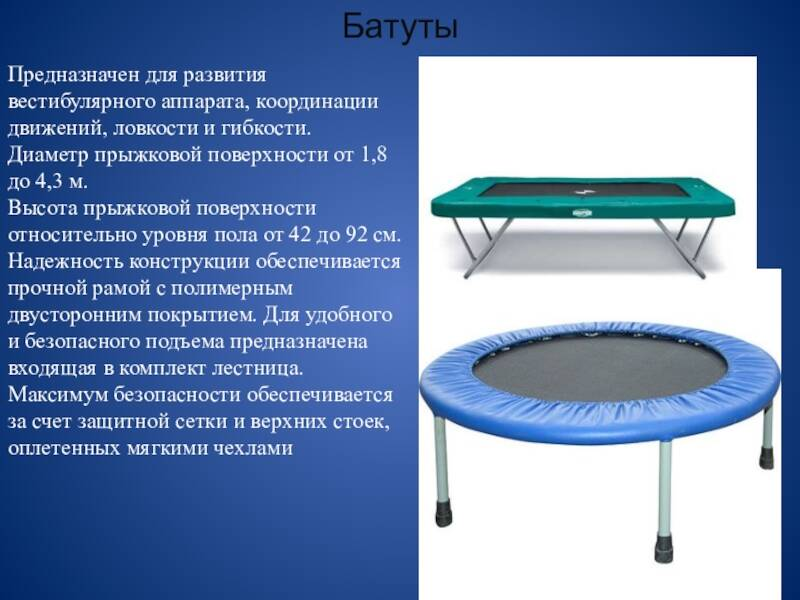 Батуты
Предназначен для развития
вестибулярного аппарата, координации
движений, ловкости и гибкости.
Диаметр прыжковой поверхности от 1,8
до 4,3 м.
Высота прыжковой поверхности
относительно уровня пола от 42 до 92 см.
Надежность конструкции обеспечивается
прочной рамой с полимерным
двусторонним покрытием. Для удобного
и безопасного подъема предназначена
входящая в комплект лестница.
Максимум безопасности обеспечивается
за счет защитной сетки и верхних стоек,
оплетенных мягкими чехлами